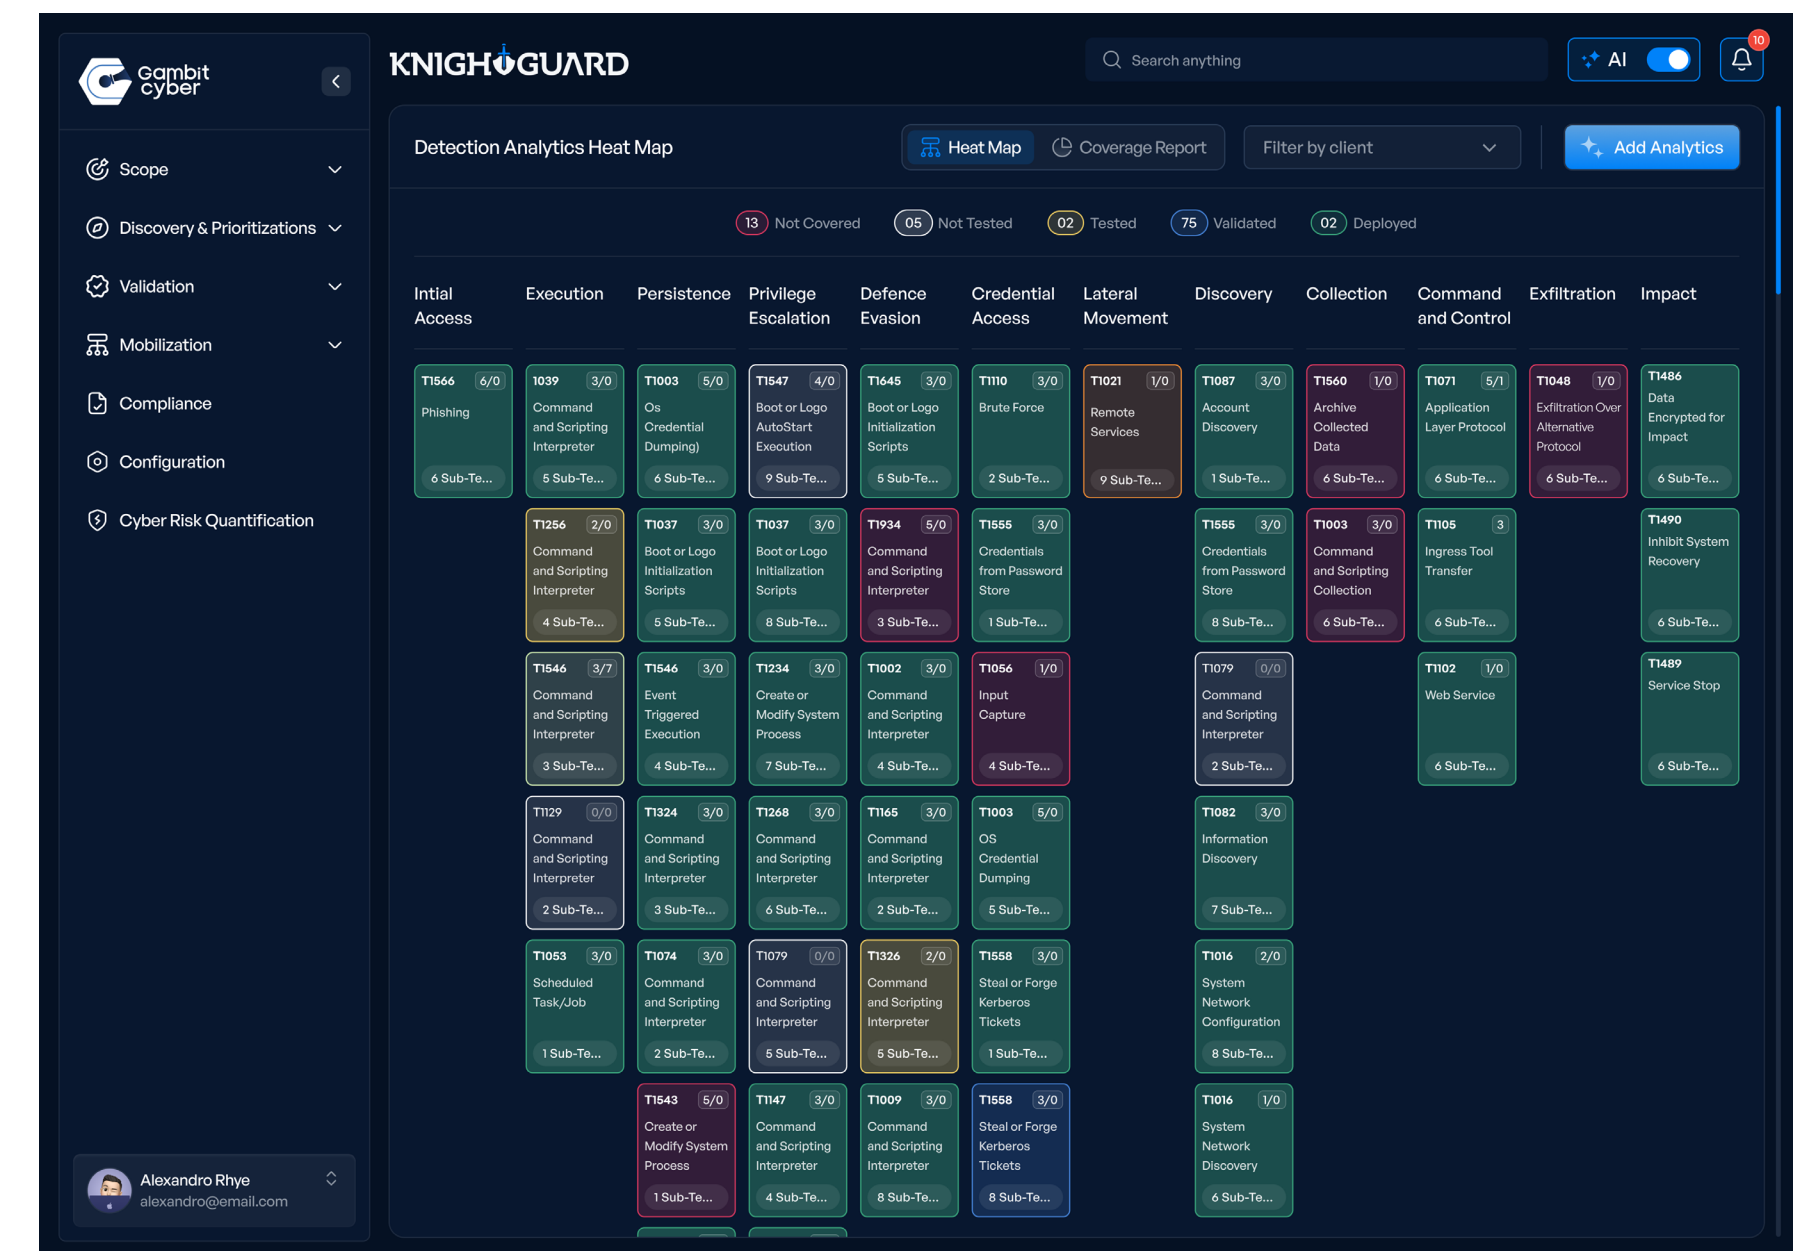 Gambit
cyber
KNIGHTGUARD
Search anything
AI
10
Scope
Discovery & Prioritizations
Validation
Mobilization
Compliance
Configuration
Cyber Risk Quantification
Alexandro Rhye
alexandro@email.com
Detection Analytics Heat Map
Heat Map
Coverage Report
Filter by client
Add Analytics
13 Not Covered
05 Not Tested
02 Tested
75 Validated
02 Deployed
Intial
Access
T1566 6/0
Phishing
6 Sub-Te...
Execution
1039 3/0
Command
and Scripting
Interpreter
5 Sub-Te...
T1256 2/0
Command
and Scripting
Interpreter
4 Sub-Te...
T1546 3/7
Command
and Scripting
Interpreter
3 Sub-Te...
T1129 0/0
Command
and Scripting
Interpreter
2 Sub-Te...
T1053 3/0
Scheduled
Task/Job
1 Sub-Te...
Persistence
T1003 5/0
Os
Credential
Dumping)
6 Sub-Te...
T1037 3/0
Boot or Logo
Initialization
Scripts
5 Sub-Te...
T1546 3/0
Event
Triggered
Execution
4 Sub-Te...
T1324 3/0
Command
and Scripting
Interpreter
3 Sub-Te...
T1074 3/0
Command
and Scripting
Interpreter
2 Sub-Te...
T1543 5/0
Create or
Modify System
Process
1 Sub-Te...
Privilege
Escalation
T1547 4/0
Boot or Logo
AutoStart
Execution
9 Sub-Te...
T1037 3/0
Boot or Logo
Initialization
Scripts
8 Sub-Te...
T1234 3/0
Create or
Modify System
Process
7 Sub-Te...
T1268 3/0
Command
and Scripting
Interpreter
6 Sub-Te...
T1079 0/0
Command
and Scripting
Interpreter
5 Sub-Te...
T1147 3/0
Command
and Scripting
Interpreter
4 Sub-Te...
Defence
Evasion
T1645 3/0
Boot or Logo
Initialization
Scripts
5 Sub-Te...
T1934 5/0
Command
and Scripting
Interpreter
3 Sub-Te...
T1002 3/0
Command
and Scripting
Interpreter
4 Sub-Te...
T1165 3/0
Command
and Scripting
Interpreter
2 Sub-Te...
T1326 2/0
Command
and Scripting
Interpreter
5 Sub-Te...
T1009 3/0
Command
and Scripting
Interpreter
8 Sub-Te...
Credential
Access
T1110 3/0
Brute Force
2 Sub-Te...
T1555 3/0
Credentials
from Password
Store
1 Sub-Te...
T1056 1/0
Input
Capture
4 Sub-Te...
T1003 5/0
OS
Credential
Dumping
5 Sub-Te...
T1558 3/0
Steal or Forge
Kerberos
Tickets
1 Sub-Te...
T1558 3/0
Steal or Forge
Kerberos
Tickets
8 Sub-Te...
Lateral
Movement
T1021 1/0
Remote
Services
9 Sub-Te...
Discovery
T1087 3/0
Account
Discovery
1 Sub-Te...
T1555 3/0
Credentials
from Password
Store
8 Sub-Te...
T1079 0/0
Command
and Scripting
Interpreter
2 Sub-Te...
T1082 3/0
Information
Discovery
7 Sub-Te...
T1016 2/0
System
Network
Configuration
8 Sub-Te...
T1016 1/0
System
Network
Discovery
6 Sub-Te...
Collection
T1560 1/0
Archive
Collected
Data
6 Sub-Te...
T1003 3/0
Command
and Scripting
Collection
6 Sub-Te...
Command
and Control
T1071 5/1
Application
Layer Protocol
6 Sub-Te...
T1105 3
Ingress Tool
Transfer
6 Sub-Te...
T1102 1/0
Web Service
6 Sub-Te...
Exfiltration
T1048 1/0
Exfiltration Over
Alternative
Protocol
6 Sub-Te...
Impact
T1486
Data
Encrypted for
Impact
6 Sub-Te...
T1490
Inhibit System
Recovery
6 Sub-Te...
T1489
Service Stop
6 Sub-Te...